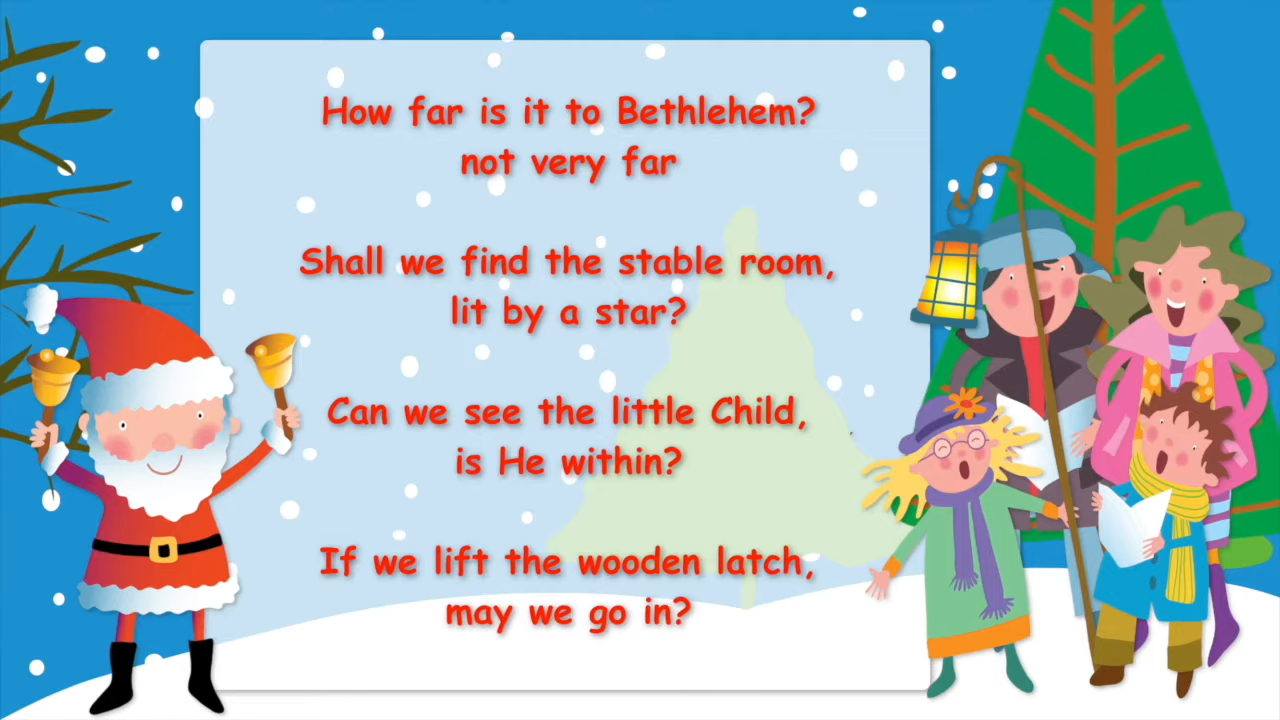 How far is it to Bethlehem?
not very far
Shall we find the stable room,
lit by a star?
Can we see the little Child,
is He within?
If we lift the wooden latch,
may we go in?